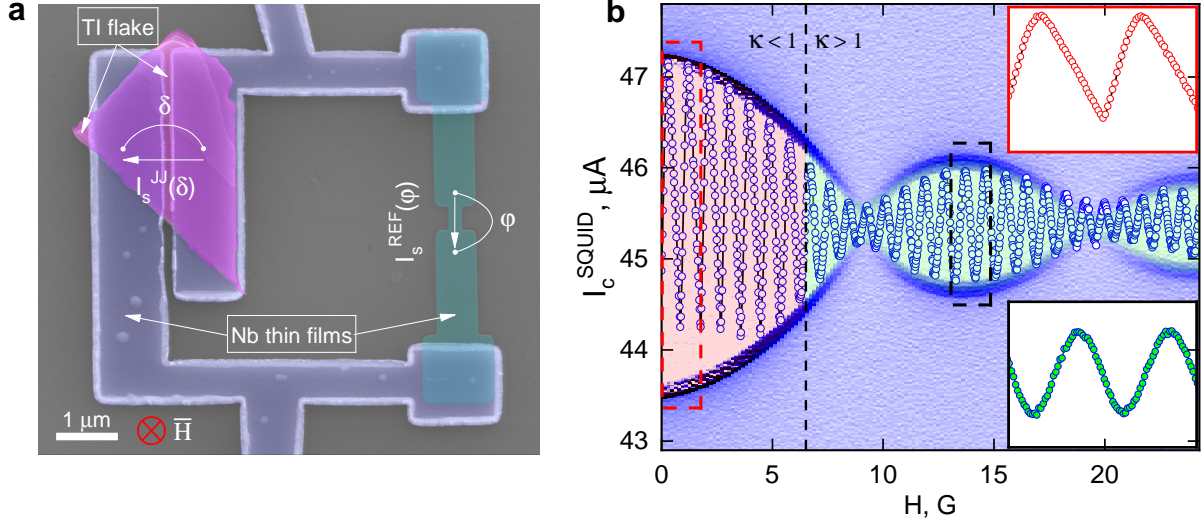 a
TI flake
δ
I_s^JJ(δ)
I_s^REF(φ)
φ
Nb thin films
1 μm
H̅
b
κ < 1
κ > 1
I_c^SQUID, μA
47
46
45
44
43
0
5
10
15
20
H, G